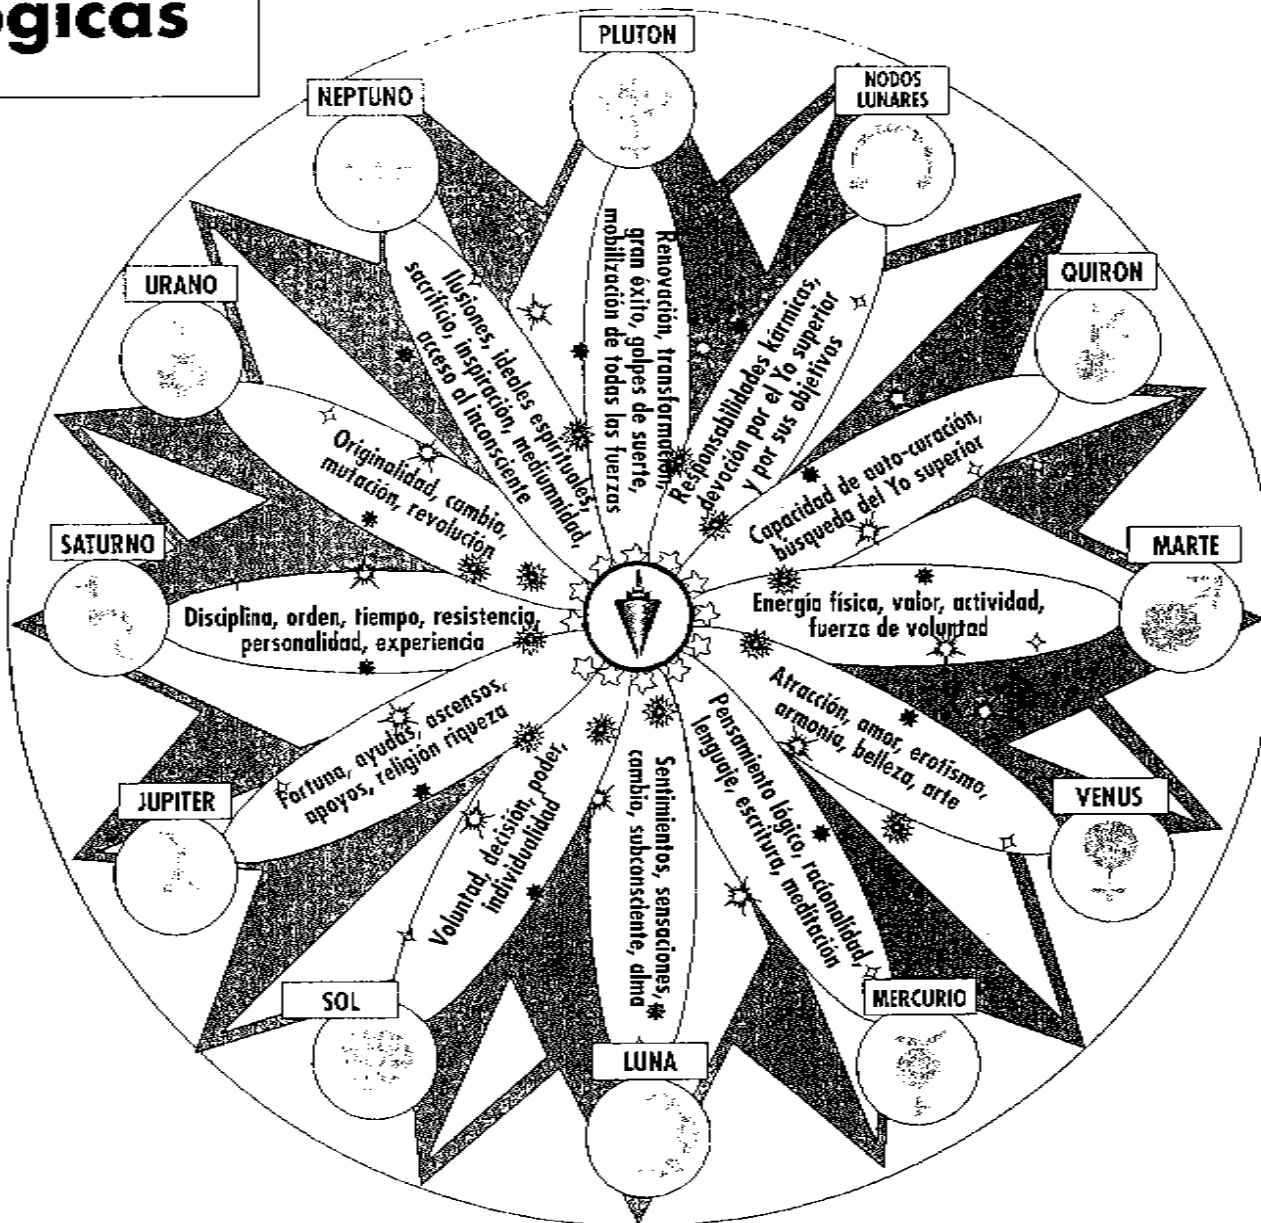 ógicas
PLUTON
Renovación, transformación,
gran éxito, golpes de suerte,
mobilización de todas las fuerzas
NODOS
LUNARES
Responsabilidades kármicas,
devoción por el Yo superior
y por sus objetivos
QUIRON
Capacidad de auto-curación,
búsqueda del Yo superior
MARTE
Energía física, valor, actividad,
fuerza de voluntad
VENUS
Atracción, amor, erotismo,
armonía, belleza, arte
MERCURIO
Pensamiento lógico, racionalidad,
lenguaje, escritura, meditación
LUNA
Sentimientos, sensaciones,
cambio, subconsciente, alma
SOL
Voluntad, decisión, poder,
individualidad
JUPITER
Fortuna, ayudas, ascensos,
apoyos, religión riqueza
SATURNO
Disciplina, orden, tiempo, resistencia,
personalidad, experiencia
URANO
Originalidad, cambio,
mutación, revolución
NEPTUNO
Ilusiones, ideales espirituales,
sacrificio, inspiración, mediumnidad,
acceso al inconsciente